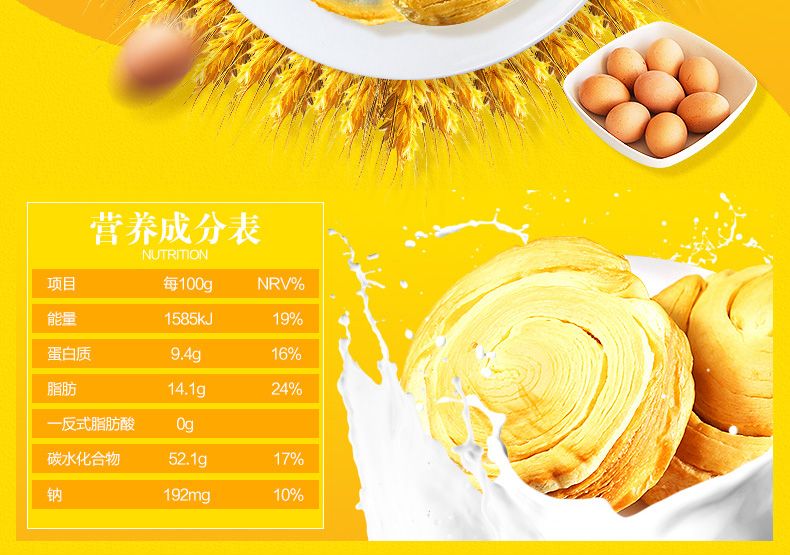 营养成分表
NUTRITION
项目 每100g NRV%
能量 1585kJ 19%
蛋白质 9.4g 16%
脂肪 14.1g 24%
一反式脂肪酸 0g
碳水化合物 52.1g 17%
钠 192mg 10%